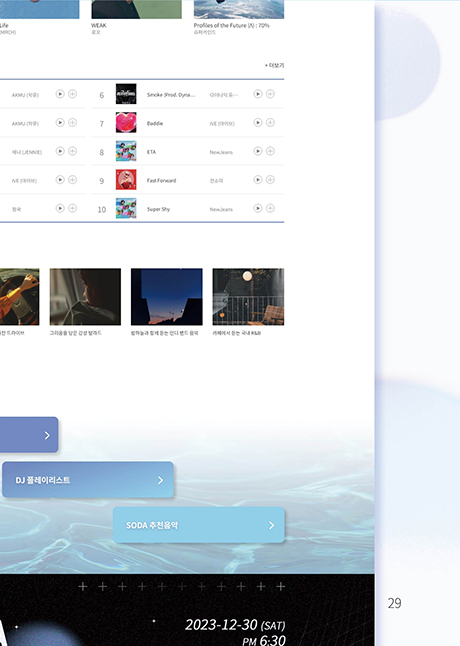 Life
WEAK
Profiles of the Future (Λ) : 70%
로꼬
슈퍼카인드
+ 더보기
AKMU (악뮤)
6
Smoke (Prod. Dyna...
다이나믹 듀...
AKMU (악뮤)
7
Baddie
IVE (아이브)
제니 (JENNIE)
8
ETA
NewJeans
IVE (아이브)
9
Fast Forward
전소미
정국
10
Super Shy
NewJeans
한 드라이브
그리움을 담은 감성 발라드
밤하늘과 함께 듣는 인디 밴드 음악
카페에서 듣는 국내 R&B
DJ 플레이리스트
SODA 추천음악
29
2023-12-30 (SAT)
PM 6:30